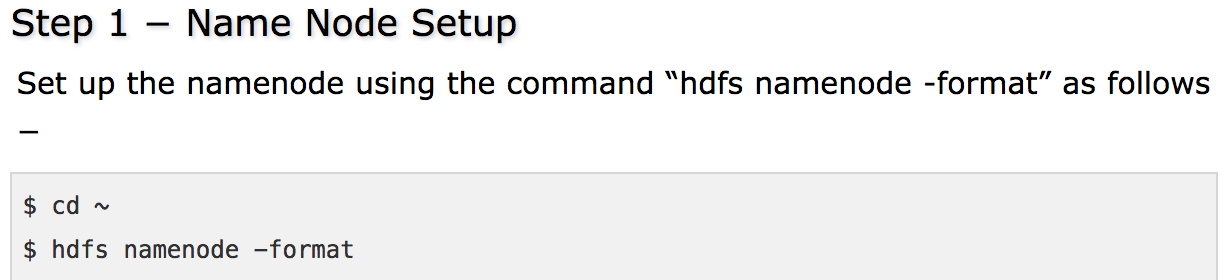 Step 1 − Name Node Setup
Set up the namenode using the command “hdfs namenode -format” as follows
−
$ cd ~
$ hdfs namenode −format